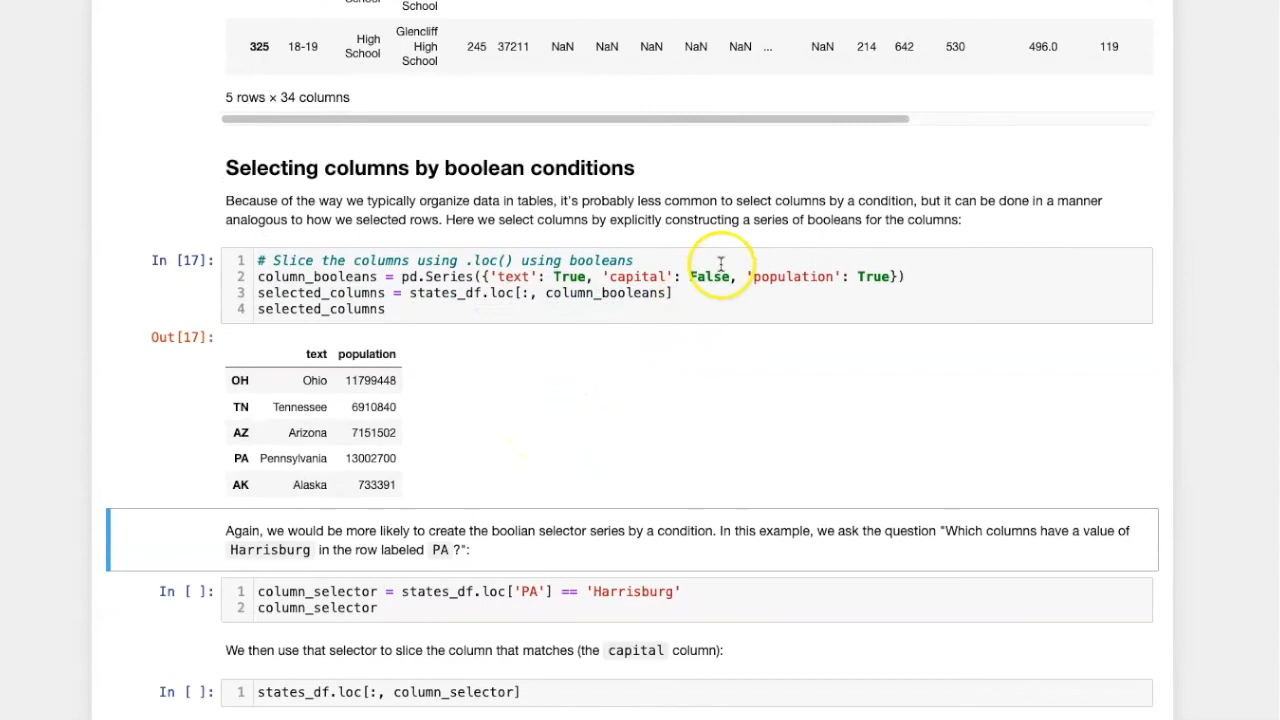 School
School
325 18-19 High School Glencliff High School 245 37211 NaN NaN NaN NaN NaN ... NaN 214 642 530 496.0 119
5 rows × 34 columns
Selecting columns by boolean conditions
Because of the way we typically organize data in tables, it's probably less common to select columns by a condition, but it can be done in a manner
analogous to how we selected rows. Here we select columns by explicitly constructing a series of booleans for the columns:
In [17]:
1 # Slice the columns using .loc() using booleans
2 column_booleans = pd.Series({'text': True, 'capital': False, 'population': True})
3 selected_columns = states_df.loc[:, column_booleans]
4 selected_columns
Out[17]:
text population
OH Ohio 11799448
TN Tennessee 6910840
AZ Arizona 7151502
PA Pennsylvania 13002700
AK Alaska 733391
Again, we would be more likely to create the boolian selector series by a condition. In this example, we ask the question "Which columns have a value of
Harrisburg in the row labeled PA ?":
In [ ]:
1 column_selector = states_df.loc['PA'] == 'Harrisburg'
2 column_selector
We then use that selector to slice the column that matches (the capital column):
In [ ]:
1 states_df.loc[:, column_selector]